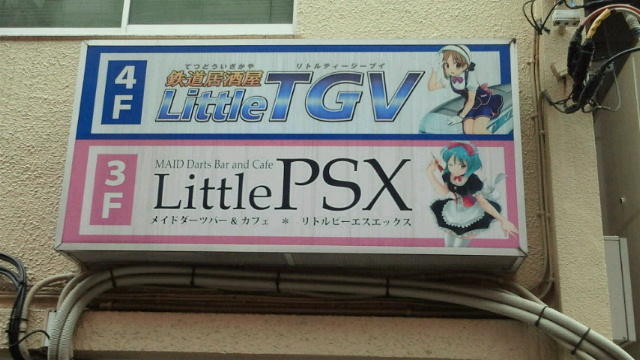 4F
てつどういざかや リトルティージーブイ
鉄道居酒屋
LittleTGV
3F
MAID Darts Bar and Cafe
LittlePSX
メイドダーツバー＆カフェ ＊ リトルピーエスエックス